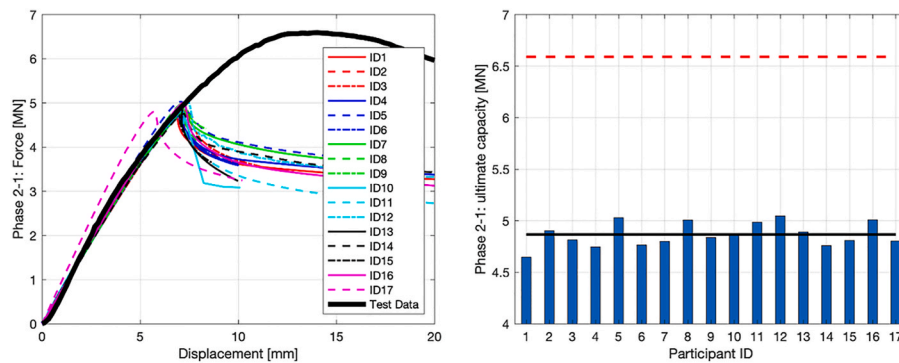 Phase 2-1: Force [MN]
7
6
5
4
3
2
1
0
0 5 10 15 20
Displacement [mm]
ID1
ID2
ID3
ID4
ID5
ID6
ID7
ID8
ID9
ID10
ID11
ID12
ID13
ID14
ID15
ID16
ID17
Test Data
Phase 2-1: ultimate capacity [MN]
7
6.5
6
5.5
5
4.5
4
1 2 3 4 5 6 7 8 9 10 11 12 13 14 15 16 17
Participant ID